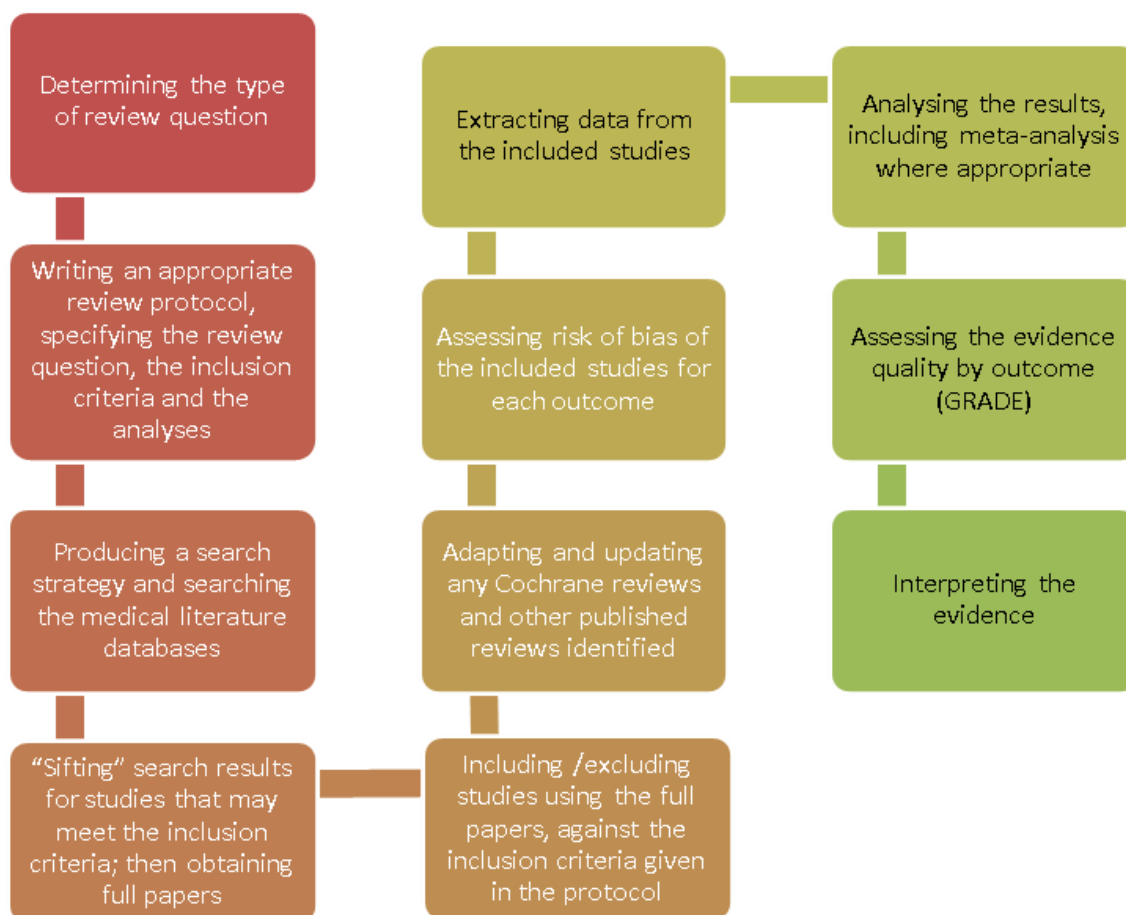 Determining the type
of review question
Writing an appropriate
review protocol,
specifying the review
question, the inclusion
criteria and the
analyses
Producing a search
strategy and searching
the medical literature
databases
“Sifting” search results
for studies that may
meet the inclusion
criteria; then obtaining
full papers
Including /excluding
studies using the full
papers, against the
inclusion criteria given
in the protocol
Adapting and updating
any Cochrane reviews
and other published
reviews identified
Assessing risk of bias of
the included studies for
each outcome
Extracting data from
the included studies
Analysing the results,
including meta-analysis
where appropriate
Assessing the evidence
quality by outcome
(GRADE)
Interpreting the
evidence